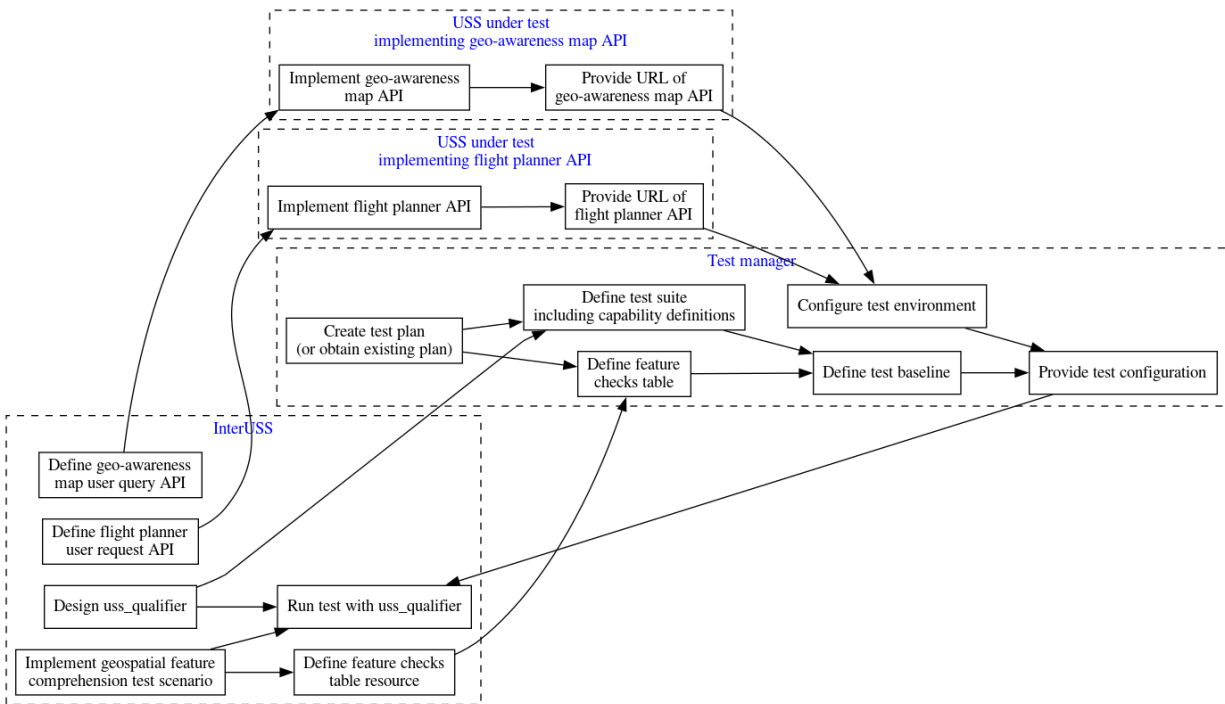 USS under test
implementing geo-awareness map API
Implement geo-awareness
map API
Provide URL of
geo-awareness map API
USS under test
implementing flight planner API
Implement flight planner API
Provide URL of
flight planner API
Test manager
Create test plan
(or obtain existing plan)
Define test suite
including capability definitions
Define feature
checks table
Configure test environment
Define test baseline
Provide test configuration
InterUSS
Define geo-awareness
map user query API
Define flight planner
user request API
Design uss_qualifier
Run test with uss_qualifier
Implement geospatial feature
comprehension test scenario
Define feature checks
table resource